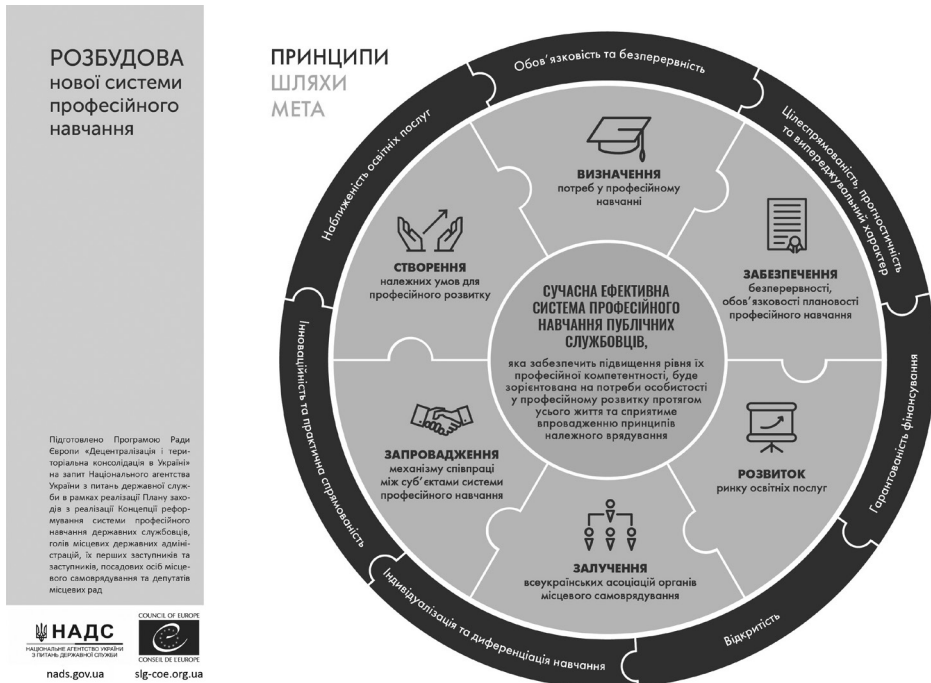 РОЗБУДОВА
нової системи
професійного
навчання
Підготовлено Програмою Ради
Європи «Децентралізація і тери-
торіальна консолідація в Україні»
на запит Національного агентства
України з питань державної служ-
би в рамках реалізації Плану захо-
дів з реалізації Концепції рефор-
мування системи професійного
навчання державних службовців,
голів місцевих державних адміні-
страцій, їх перших заступників та
заступників, посадових осіб місце-
вого самоврядування та депутатів
місцевих рад
НАДС
НАЦІОНАЛЬНЕ АГЕНТСТВО УКРАЇНИ
З ПИТАНЬ ДЕРЖАВНОЇ СЛУЖБИ
nads.gov.ua
COUNCIL OF EUROPE
CONSEIL DE L'EUROPE
slg-coe.org.ua
ПРИНЦИПИ
ШЛЯХИ
МЕТА
Обов'язковість та безперервність
Цілеспрямованість, прогностичність
та випереджувальний характер
Гарантованість фінансування
Відкритість
Індивідуалізація та диференціація навчання
Інноваційність та практична спрямованість
Наближеність освітніх послуг
ВИЗНАЧЕННЯ
потреб у професійному
навчанні
ЗАБЕЗПЕЧЕННЯ
безперервності,
обов'язковості плановості
професійного навчання
РОЗВИТОК
ринку освітніх послуг
ЗАЛУЧЕННЯ
всеукраїнських асоціацій органів
місцевого самоврядування
ЗАПРОВАДЖЕННЯ
механізму співпраці
між суб'єктами системи
професійного навчання
СТВОРЕННЯ
належних умов для
професійного розвитку
СУЧАСНА ЕФЕКТИВНА
СИСТЕМА ПРОФЕСІЙНОГО
НАВЧАННЯ ПУБЛІЧНИХ
СЛУЖБОВЦІВ,
яка забезпечить підвищення рівня їх
професійної компетентності, буде
зорієнтована на потреби особистості
у професійному розвитку протягом
усього життя та сприятиме
впровадженню принципів
належного врядування